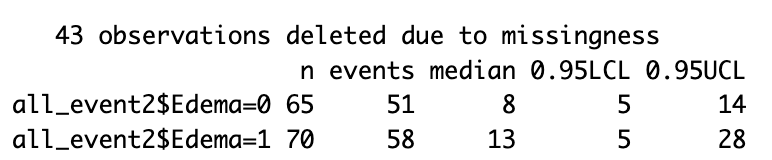 43 observations deleted due to missingness
n events median 0.95LCL 0.95UCL
all_event2$Edema=0 65 51 8 5 14
all_event2$Edema=1 70 58 13 5 28